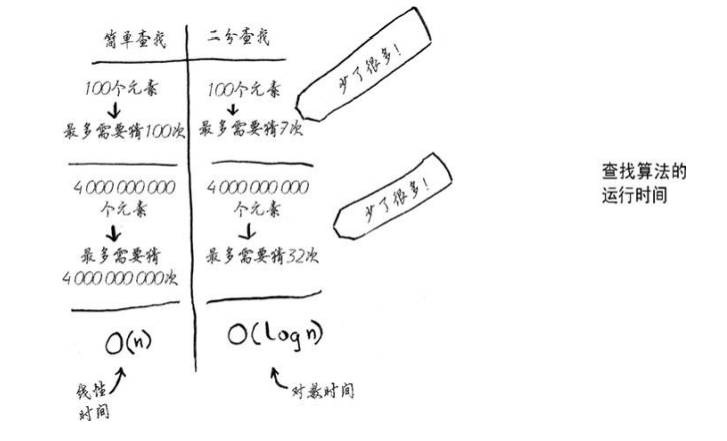 简单查找
二分查找
100个元素
最多需要猜100次
100个元素
最多需要猜7次
少了很多！
4 000 000 000
个元素
最多需要猜
4 000 000 000次
4 000 000 000
个元素
最多需要猜32次
少了很多！
O(n)
O(log n)
线性
时间
对数时间
查找算法的
运行时间